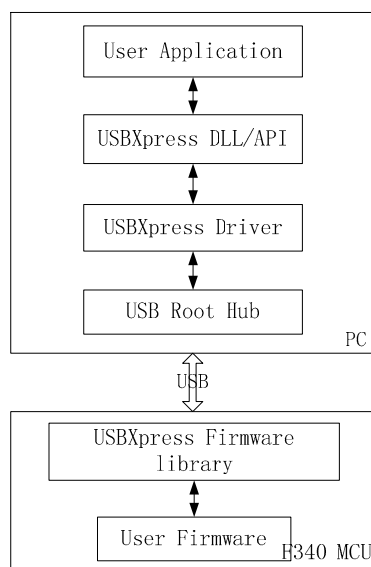 User Application
USBXpress DLL/API
USBXpress Driver
USB Root Hub
PC
USB
USBXpress Firmware
library
User Firmware
F340 MCU